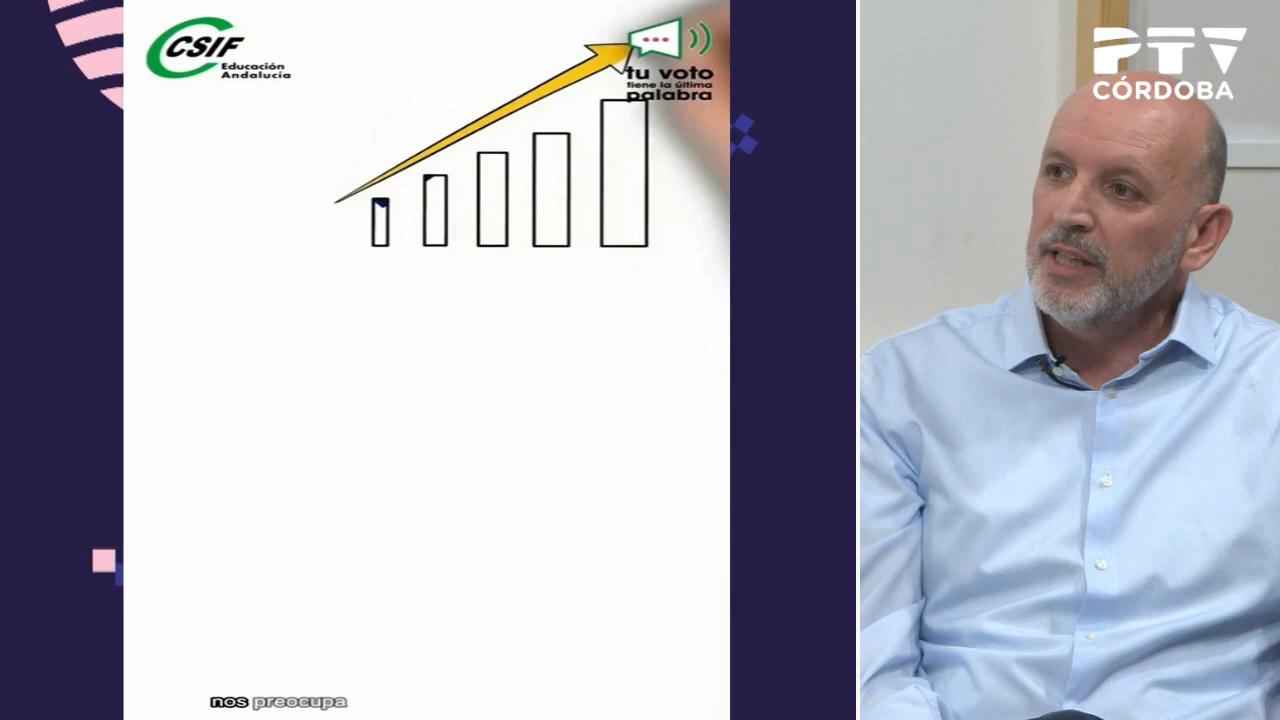 CSIF
Educación
Andalucía
tu voto
tiene la última
palabra
nos preocupa
PTV
CÓRDOBA